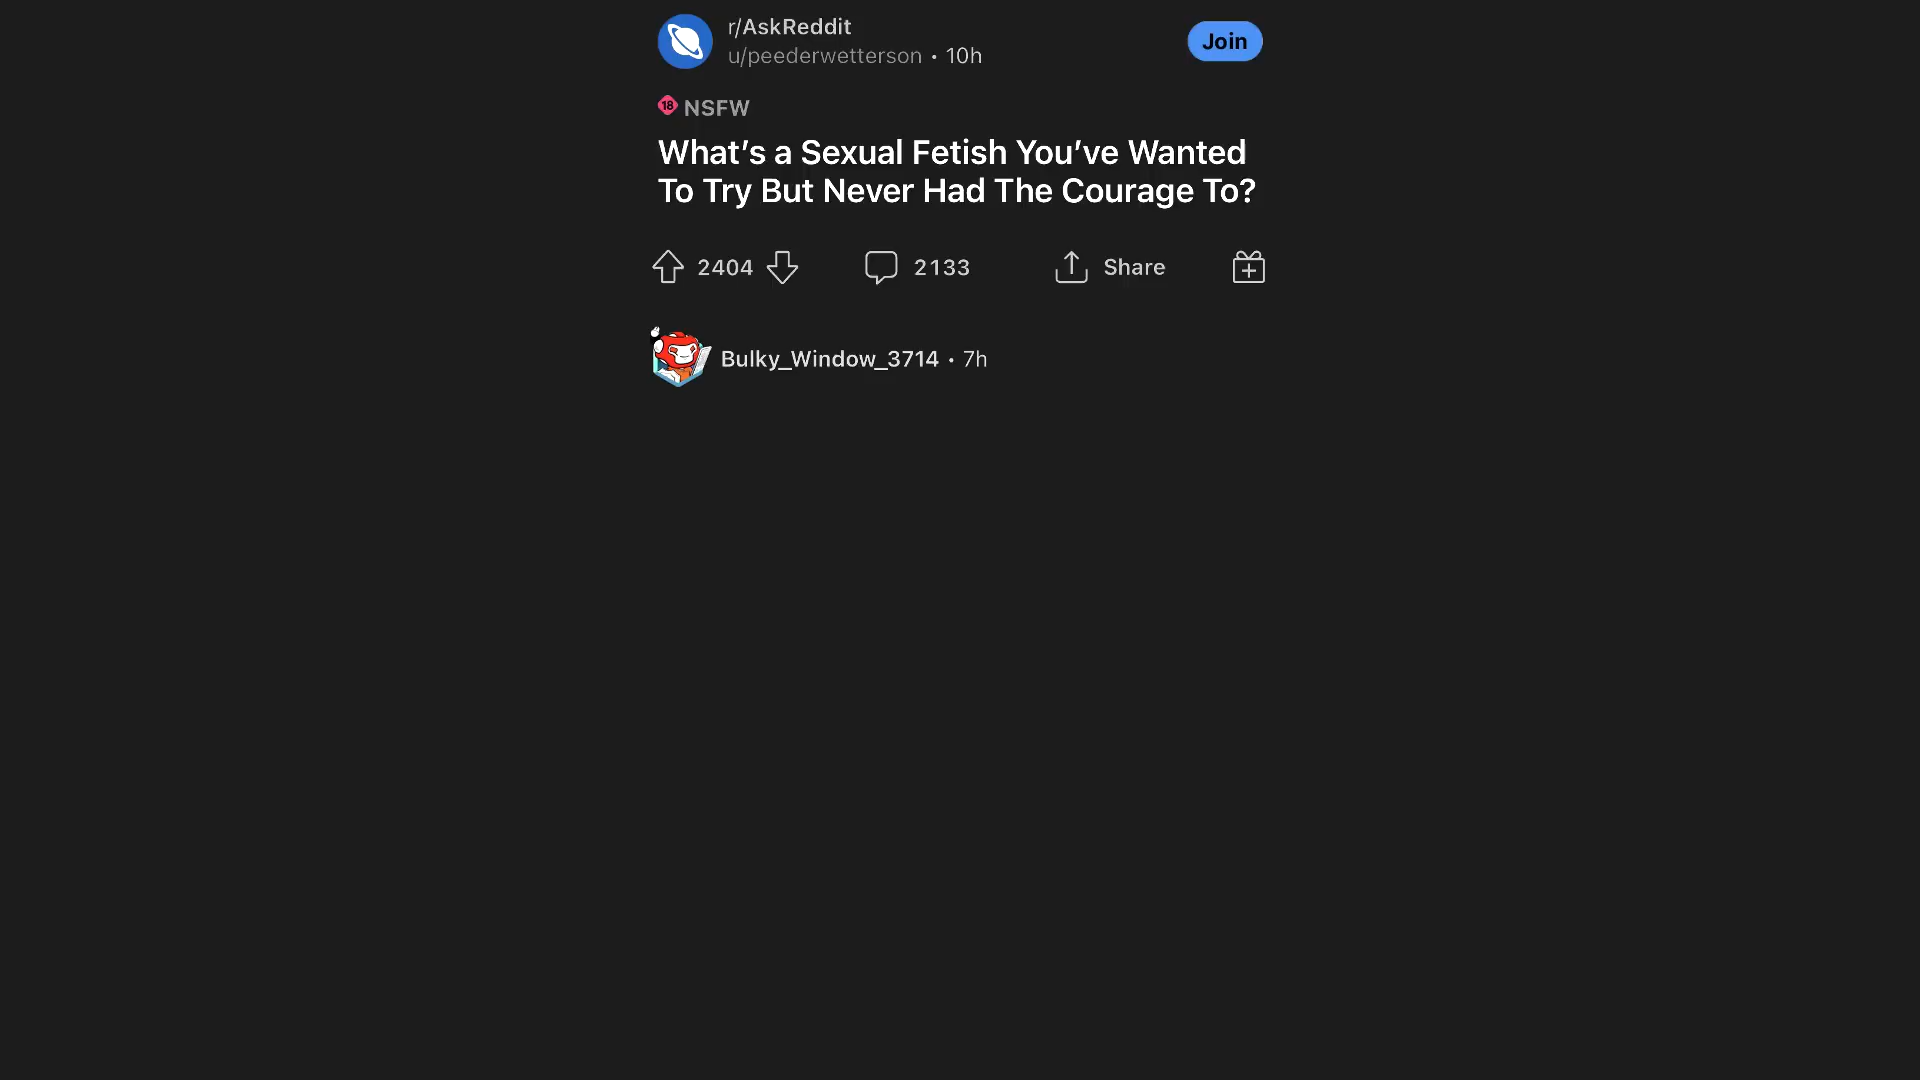 r/AskReddit
u/peederwetterson • 10h
Join
18 NSFW
What’s a Sexual Fetish You’ve Wanted
To Try But Never Had The Courage To?
2404
2133
Share
Bulky_Window_3714 • 7h